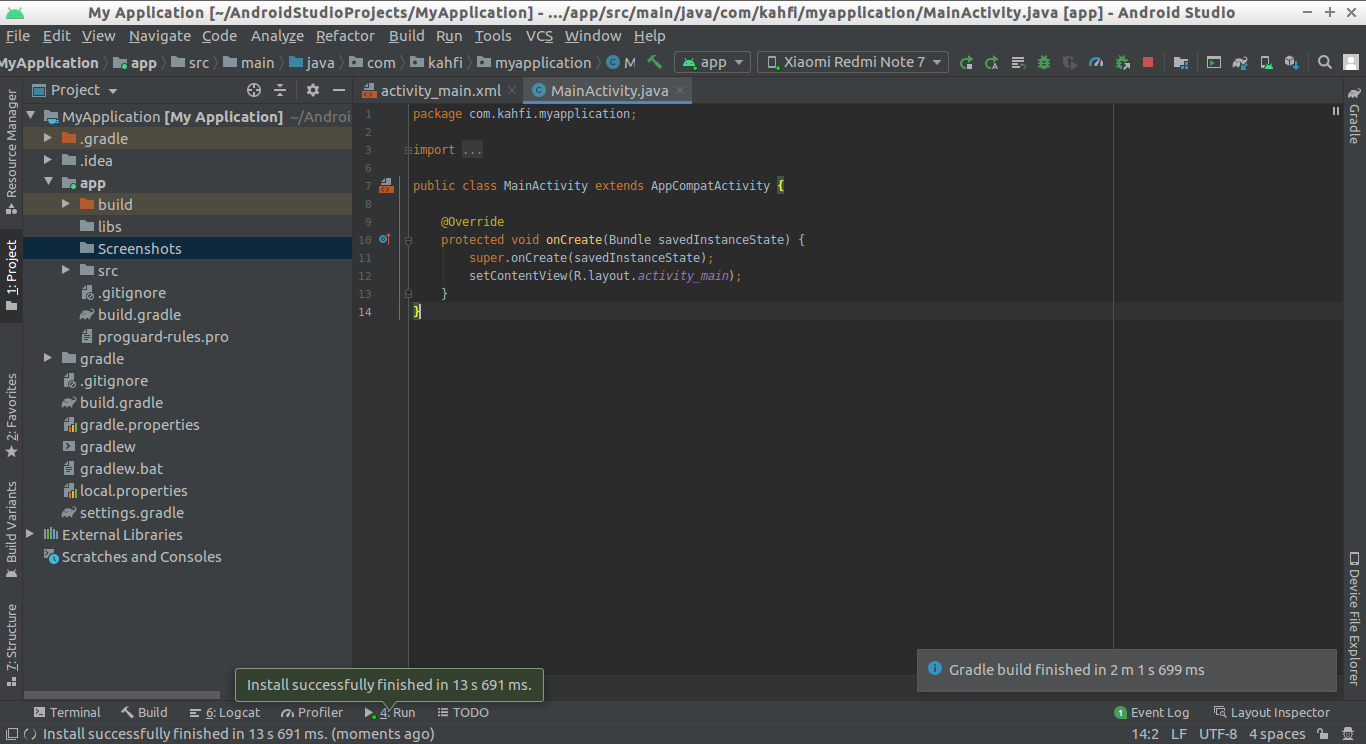 My Application [~/AndroidStudioProjects/MyApplication] - .../app/src/main/java/com/kahfi/myapplication/MainActivity.java [app] - Android Studio
File Edit View Navigate Code Analyze Refactor Build Run Tools VCS Window Help
MyApplication app src main java com kahfi myapplication M app Xiaomi Redmi Note 7
Project
activity_main.xml MainActivity.java
Resource Manager
1: Project
2: Favorites
Build Variants
7: Structure
MyApplication [My Application] ~/Androi
.gradle
.idea
app
build
libs
Screenshots
src
.gitignore
build.gradle
proguard-rules.pro
gradle
.gitignore
build.gradle
gradle.properties
gradlew
gradlew.bat
local.properties
settings.gradle
External Libraries
Scratches and Consoles
1 package com.kahfi.myapplication;
2
3 import ...
6
7 public class MainActivity extends AppCompatActivity {
8
9 @Override
10 protected void onCreate(Bundle savedInstanceState) {
11 super.onCreate(savedInstanceState);
12 setContentView(R.layout.activity_main);
13 }
14 }
Gradle
Device File Explorer
Gradle build finished in 2 m 1 s 699 ms
Install successfully finished in 13 s 691 ms.
Terminal Build 6: Logcat Profiler 4: Run TODO 1 Event Log Layout Inspector
Install successfully finished in 13 s 691 ms. (moments ago) 14:2 LF UTF-8 4 spaces